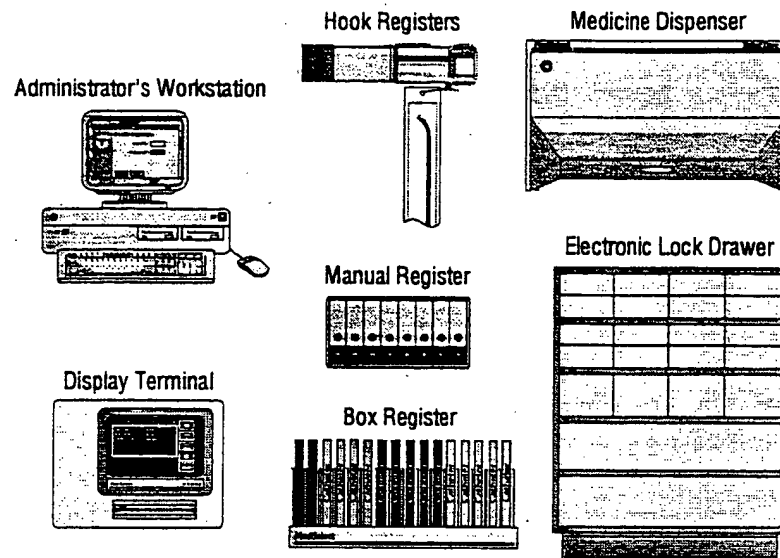 Hook Registers
Medicine Dispenser
Administrator's Workstation
Electronic Lock Drawer
Manual Register
Display Terminal
Box Register